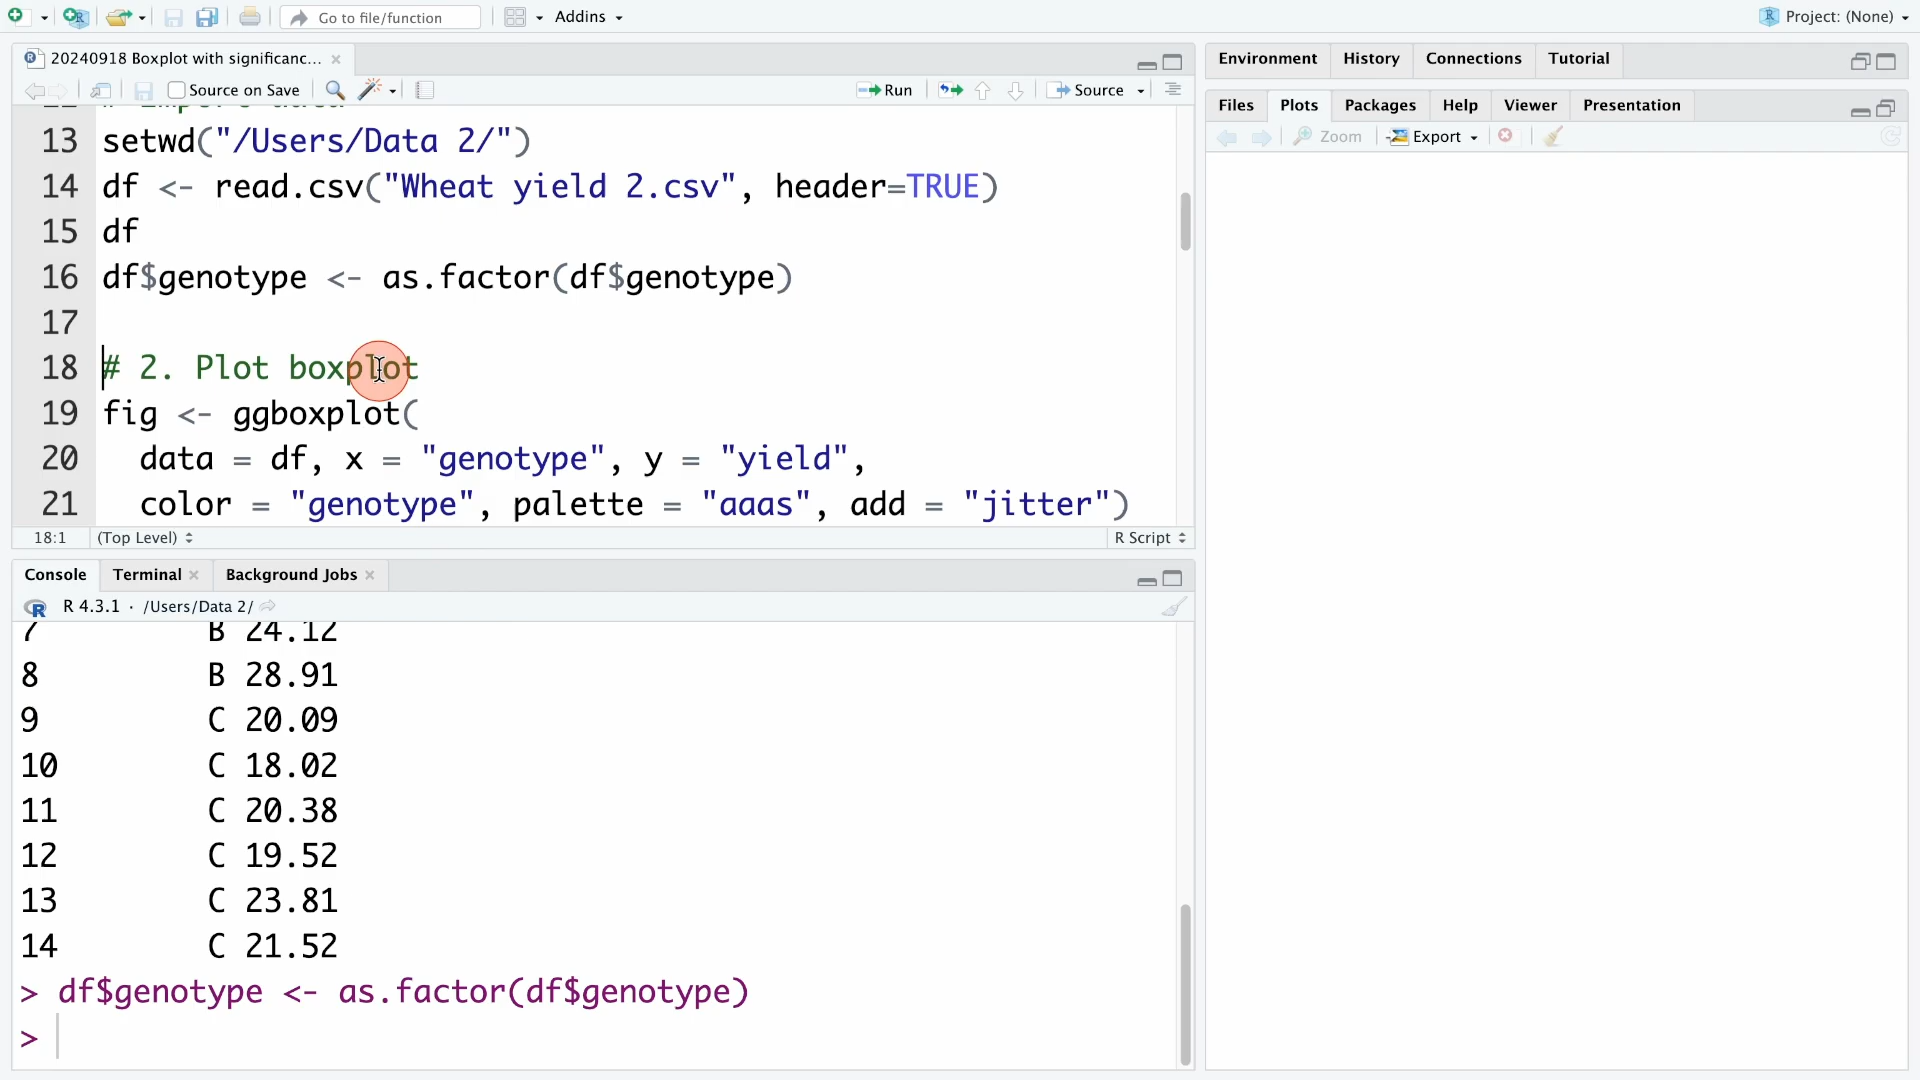 Go to file/function
Addins
Project: (None)
20240918 Boxplot with significanc...
Source on Save
Run
Source
13 setwd("/Users/Data 2/")
14 df <- read.csv("Wheat yield 2.csv", header=TRUE)
15 df
16 df$genotype <- as.factor(df$genotype)
17
18 # 2. Plot boxplot
19 fig <- ggboxplot(
20 data = df, x = "genotype", y = "yield",
21 color = "genotype", palette = "aaas", add = "jitter")
18:1 (Top Level) R Script
Console Terminal Background Jobs
R 4.3.1 · /Users/Data 2/
7 B 24.12
8 B 28.91
9 C 20.09
10 C 18.02
11 C 20.38
12 C 19.52
13 C 23.81
14 C 21.52
> df$genotype <- as.factor(df$genotype)
>
Environment History Connections Tutorial
Files Plots Packages Help Viewer Presentation
Zoom Export